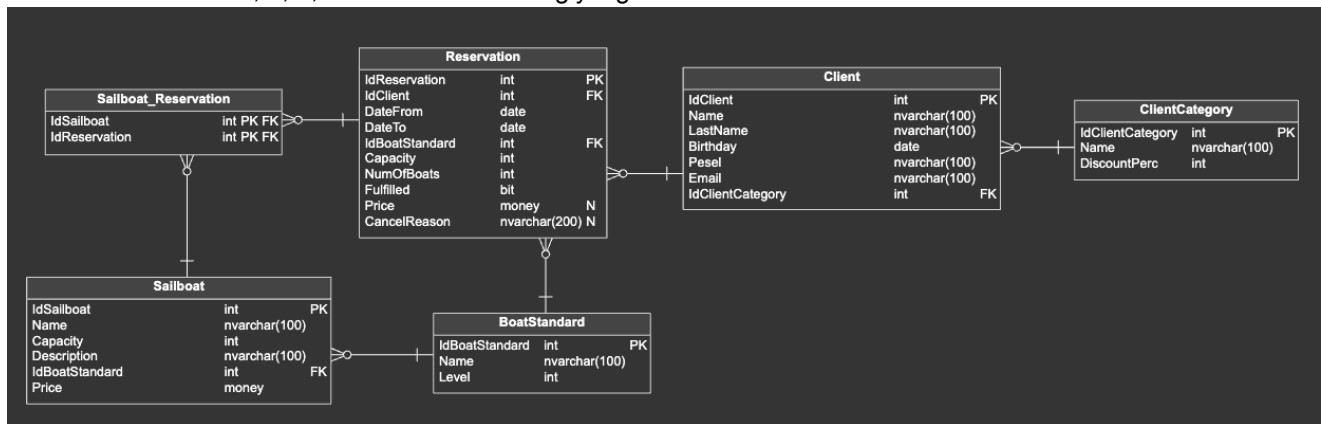 Sailboat_Reservation
IdSailboat int PK FK
IdReservation int PK FK
Reservation
IdReservation int PK
IdClient int FK
DateFrom date
DateTo date
IdBoatStandard int FK
Capacity int
NumOfBoats int
Fulfilled bit
Price money N
CancelReason nvarchar(200) N
Client
IdClient int PK
Name nvarchar(100)
LastName nvarchar(100)
Birthday date
Pesel nvarchar(100)
Email nvarchar(100)
IdClientCategory int FK
ClientCategory
IdClientCategory int PK
Name nvarchar(100)
DiscountPerc int
Sailboat
IdSailboat int PK
Name nvarchar(100)
Capacity int
Description nvarchar(100)
IdBoatStandard int FK
Price money
BoatStandard
IdBoatStandard int PK
Name nvarchar(100)
Level int